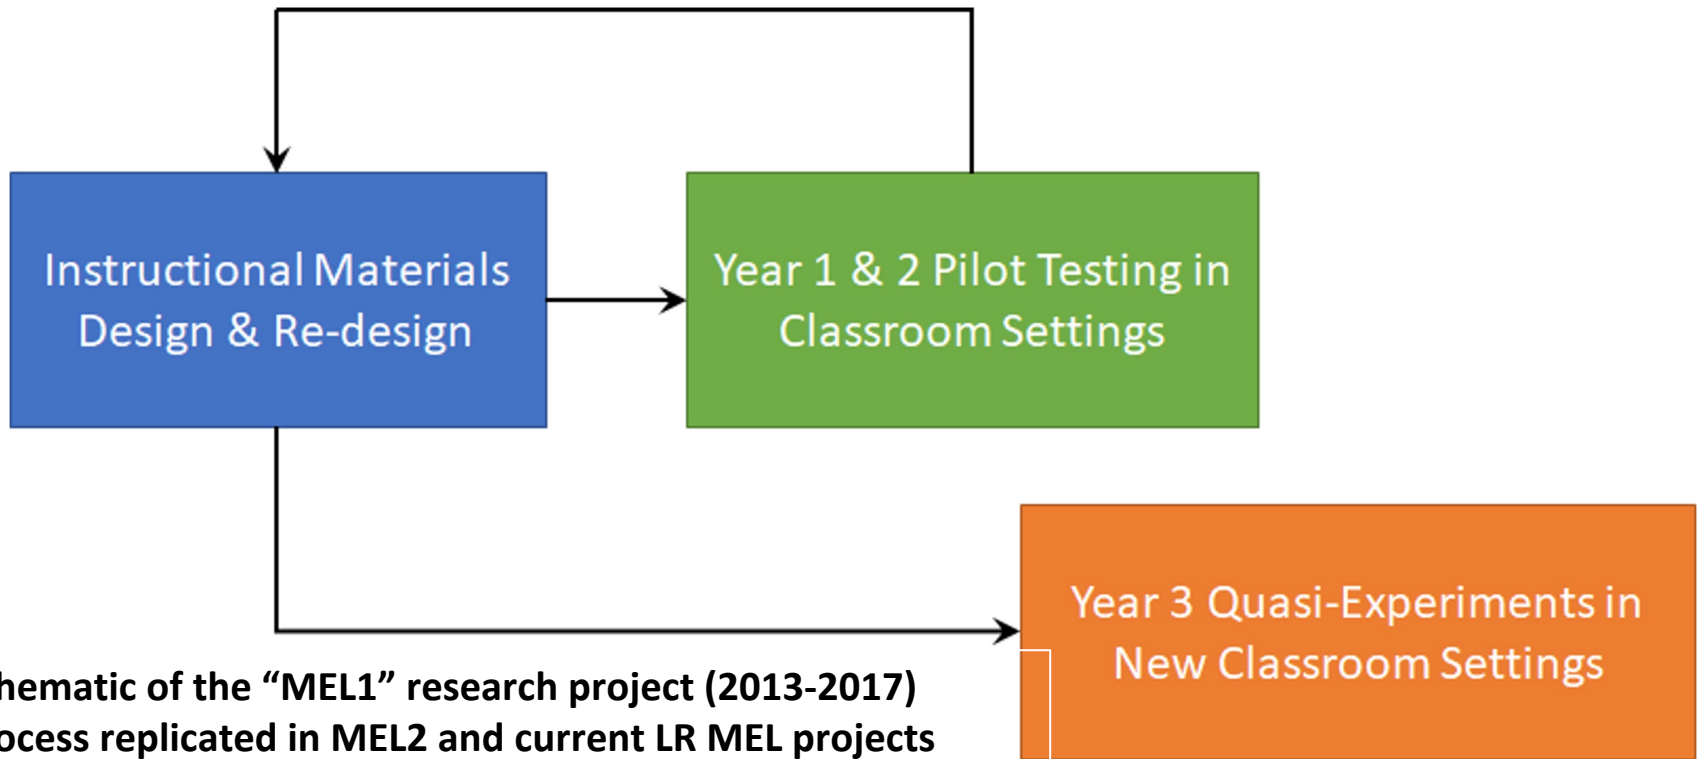 Instructional Materials
Design & Re-design
Year 1 & 2 Pilot Testing in
Classroom Settings
Year 3 Quasi-Experiments in
New Classroom Settings
hematic of the “MEL1” research project (2013-2017)
ocess replicated in MEL2 and current LR MEL projects